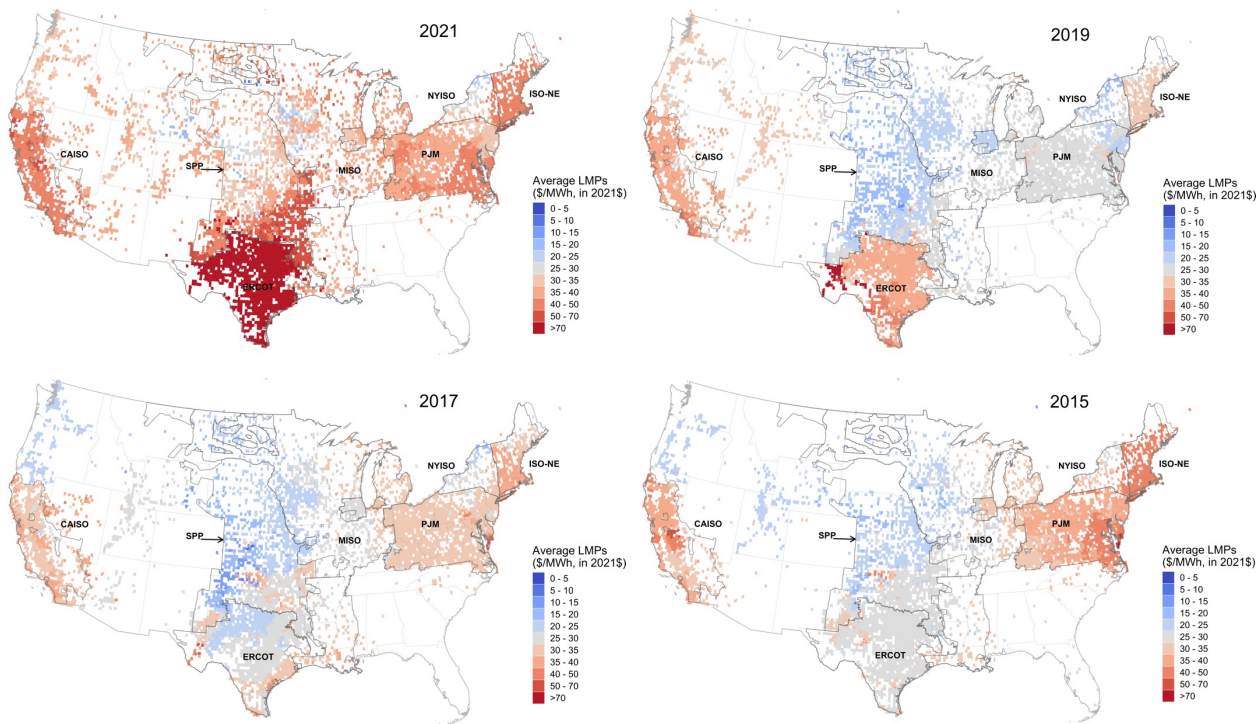 2021
NYISO
ISO-NE
CAISO
SPP
MISO
PJM
ERCOT
Average LMPs
($/MWh, in 2021$)
0 - 5
5 - 10
10 - 15
15 - 20
20 - 25
25 - 30
30 - 35
35 - 40
40 - 50
50 - 70
>70
2019
NYISO
ISO-NE
CAISO
SPP
MISO
PJM
ERCOT
Average LMPs
($/MWh, in 2021$)
0 - 5
5 - 10
10 - 15
15 - 20
20 - 25
25 - 30
30 - 35
35 - 40
40 - 50
50 - 70
>70
2017
NYISO
ISO-NE
CAISO
SPP
MISO
PJM
ERCOT
Average LMPs
($/MWh, in 2021$)
0 - 5
5 - 10
10 - 15
15 - 20
20 - 25
25 - 30
30 - 35
35 - 40
40 - 50
50 - 70
>70
2015
NYISO
ISO-NE
CAISO
SPP
MISO
PJM
ERCOT
Average LMPs
($/MWh, in 2021$)
0 - 5
5 - 10
10 - 15
15 - 20
20 - 25
25 - 30
30 - 35
35 - 40
40 - 50
50 - 70
>70